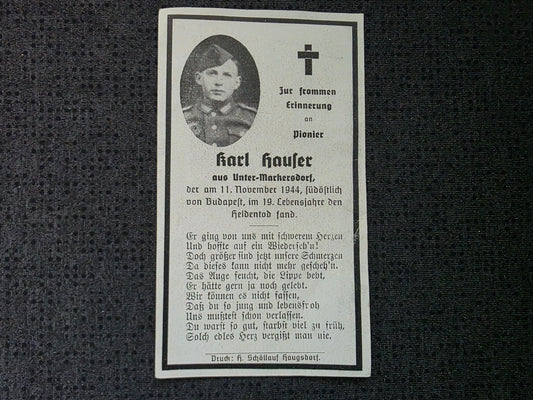 Zur frommen
Erinnerung
an
Pionier
Karl Hauser
aus Unter-Markersdorf,
der am 11. November 1944, südöstlich
von Budapest, im 19. Lebensjahre den
Heldentod fand.
Er ging von uns mit schwerem Herzen
Und hoffte auf ein Wiederseh'n!
Doch größer sind jetzt unsere Schmerzen
Da dieses kann nicht mehr gescheh'n.
Das Auge feucht, die Lippe bebt,
Er hätte gern ja noch gelebt.
Wir können es nicht fassen,
Daß du so jung und lebensfroh
Uns mußtest schon verlassen.
Du warst so gut, starbst viel zu früh,
Solch edles Herz vergißt man nie.
Druck: H. Schöllauf Haugsdorf.